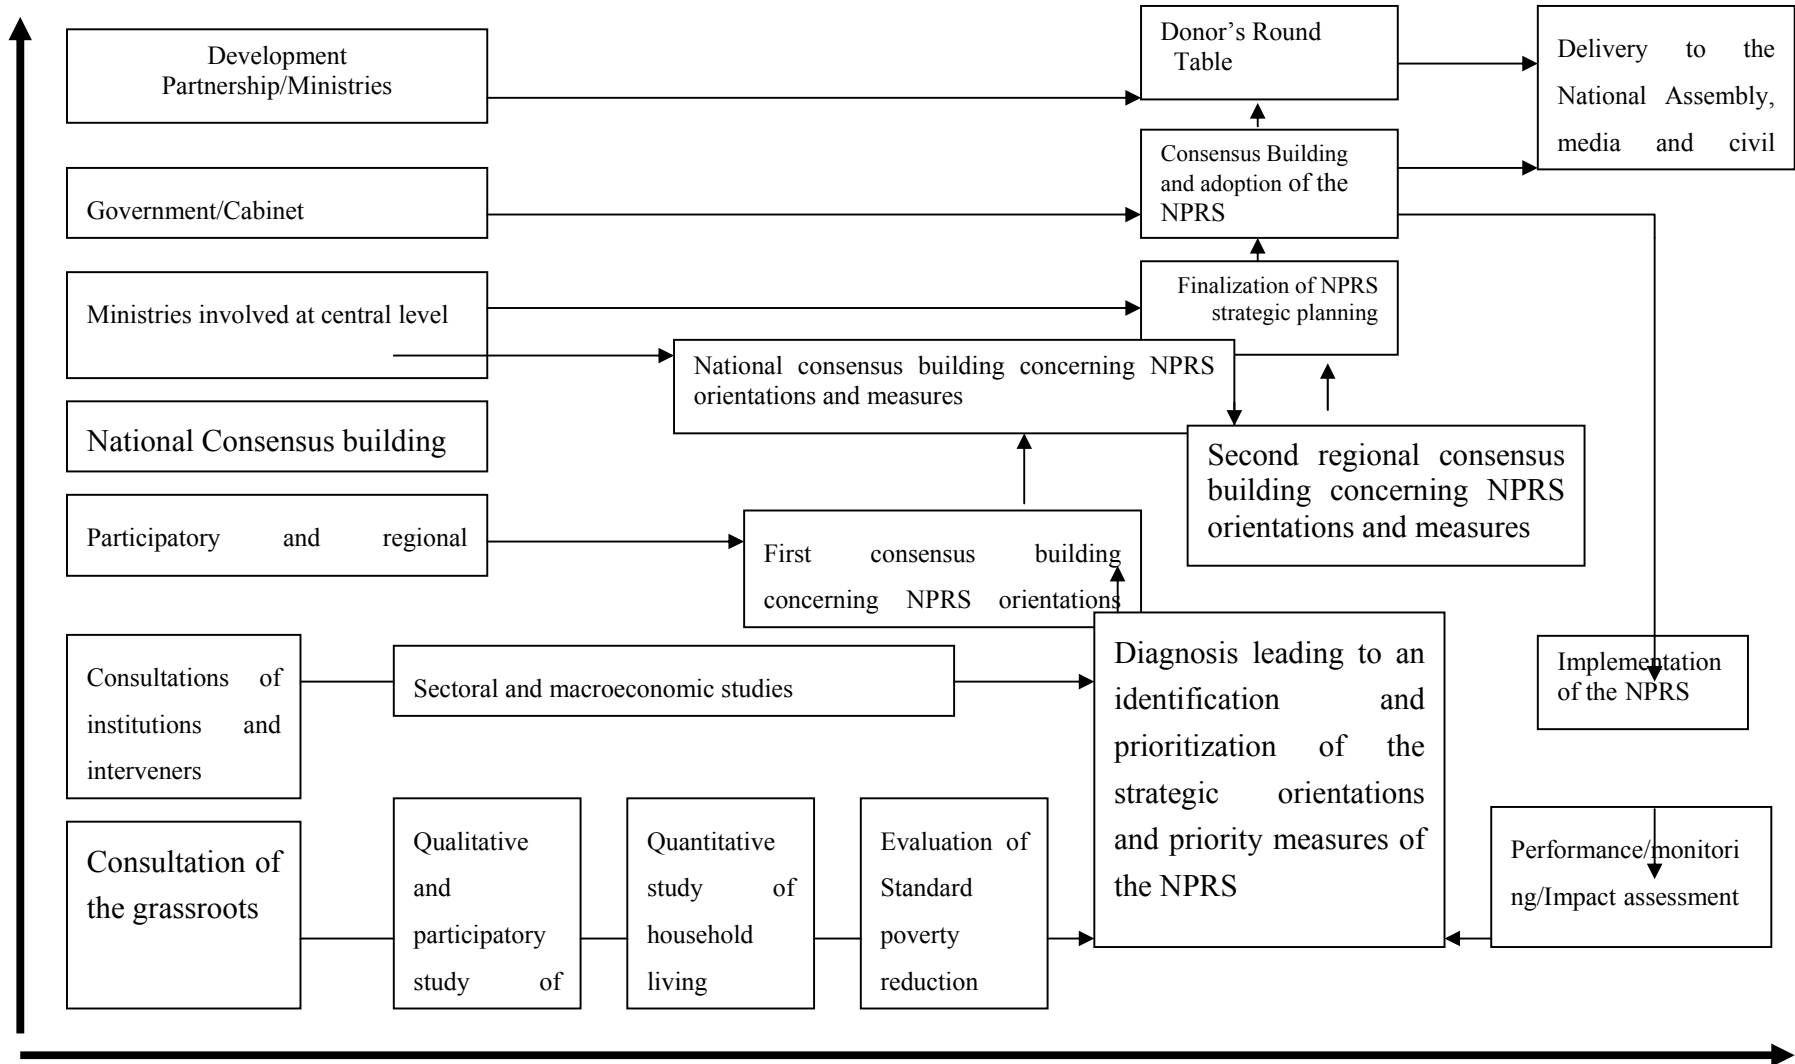 Development
Partnership/Ministries
Donor’s Round
Table
Delivery to the
National Assembly,
media and civil
Government/Cabinet
Consensus Building
and adoption of the
NPRS
Ministries involved at central level
Finalization of NPRS
strategic planning
National consensus building concerning NPRS
orientations and measures
National Consensus building
Second regional consensus
building concerning NPRS
orientations and measures
Participatory and regional
First consensus building
concerning NPRS orientations
Consultations of
institutions and
interveners
Sectoral and macroeconomic studies
Diagnosis leading to an
identification and
prioritization of the
strategic orientations
and priority measures of
the NPRS
Implementation
of the NPRS
Consultation of
the grassroots
Qualitative
and
participatory
study of
Quantitative
study of
household
living
Evaluation of
Standard
poverty
reduction
Performance/monitori
ng/Impact assessment